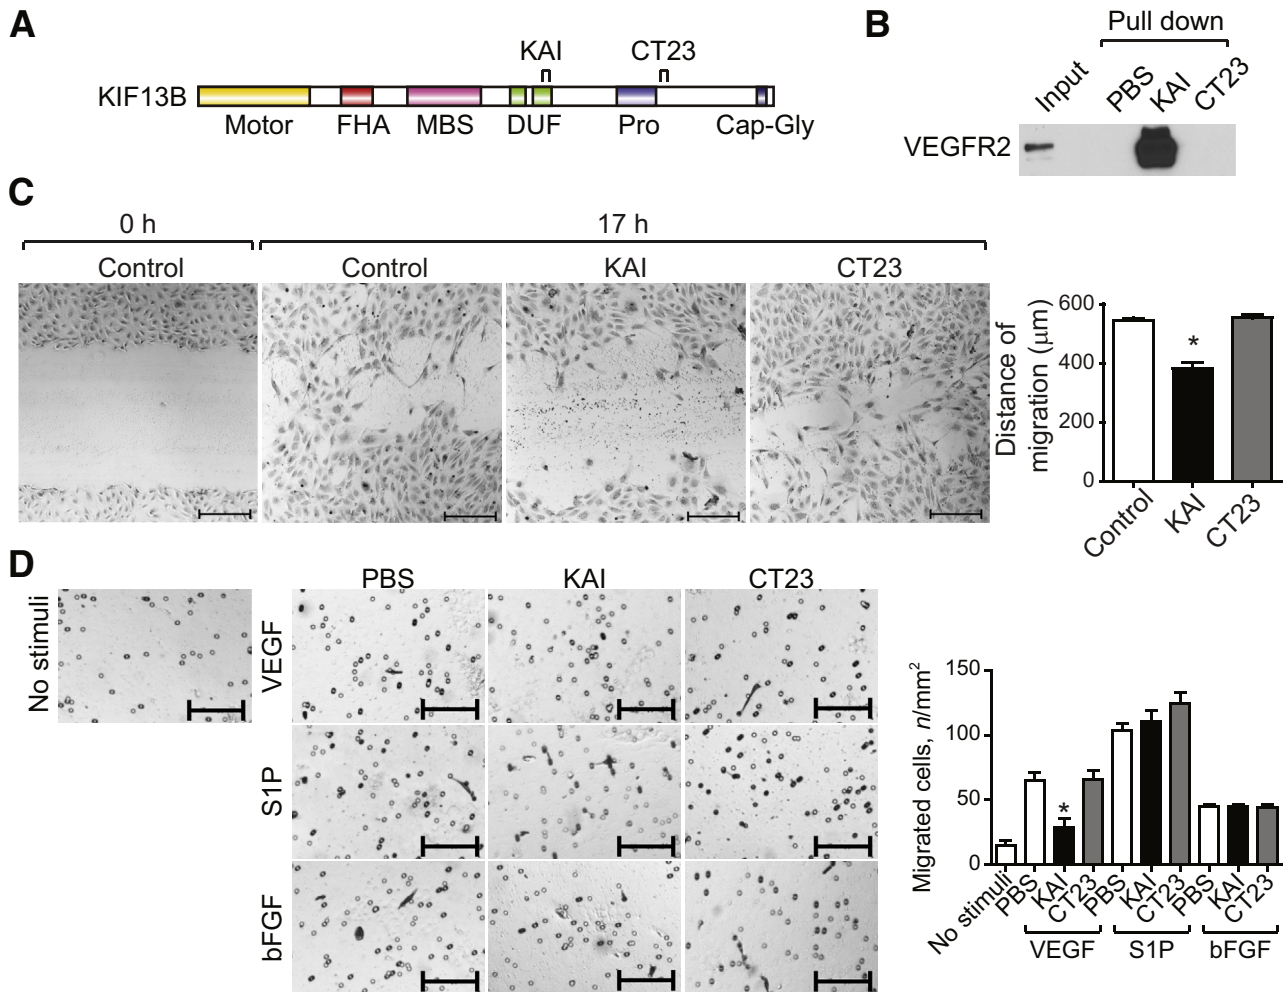 A
KAI CT23
KIF13B
Motor FHA MBS DUF Pro Cap-Gly
B
Pull down
Input PBS KAI CT23
VEGFR2
C
0 h 17 h
Control Control KAI CT23
Distance of
migration (µm)
600
400
200
0
*
Control KAI CT23
D
PBS KAI CT23
No stimuli
VEGF
S1P
bFGF
Migrated cells, n/mm²
150
100
50
0
*
No stimuli PBS KAI CT23 PBS KAI CT23 PBS KAI CT23
VEGF S1P bFGF